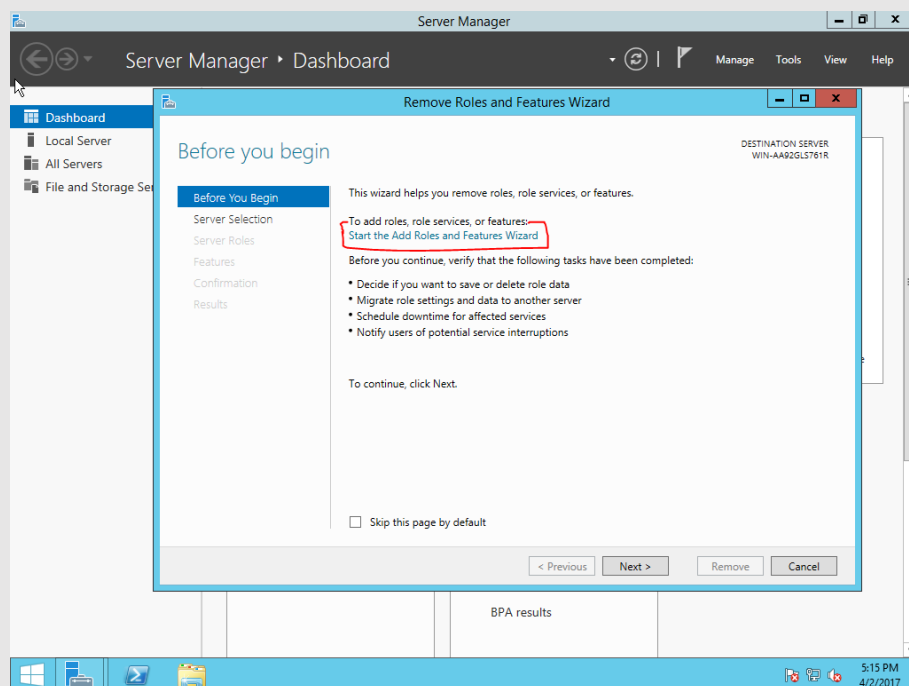 Server Manager
Server Manager ‣ Dashboard
Manage Tools View Help
Remove Roles and Features Wizard
Dashboard
Local Server
All Servers
File and Storage Ser
Before you begin
DESTINATION SERVER
WIN-AA92GLS761R
Before You Begin
Server Selection
Server Roles
Features
Confirmation
Results
This wizard helps you remove roles, role services, or features.
To add roles, role services, or features:
Start the Add Roles and Features Wizard
Before you continue, verify that the following tasks have been completed:
• Decide if you want to save or delete role data
• Migrate role settings and data to another server
• Schedule downtime for affected services
• Notify users of potential service interruptions
To continue, click Next.
Skip this page by default
< Previous Next > Remove Cancel
BPA results
5:15 PM
4/2/2017